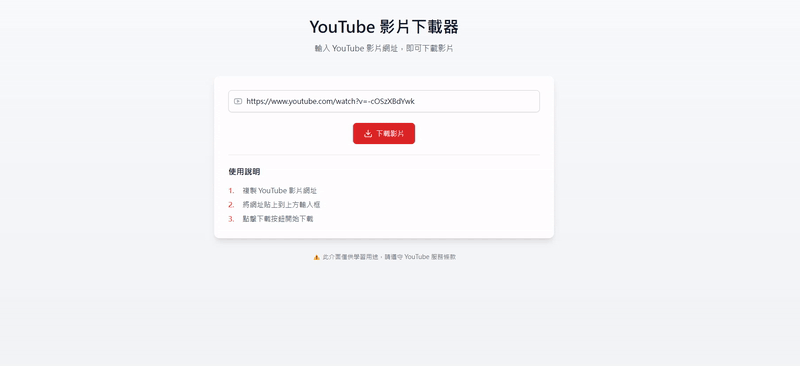 YouTube 影片下載器
輸入 YouTube 影片網址，即可下載影片
https://www.youtube.com/watch?v=-cOSzXBdYwk
下載影片
使用說明
1. 複製 YouTube 影片網址
2. 將網址貼上到上方輸入框
3. 點擊下載按鈕開始下載
⚠️ 此介面僅供學習用途，請遵守 YouTube 服務條款